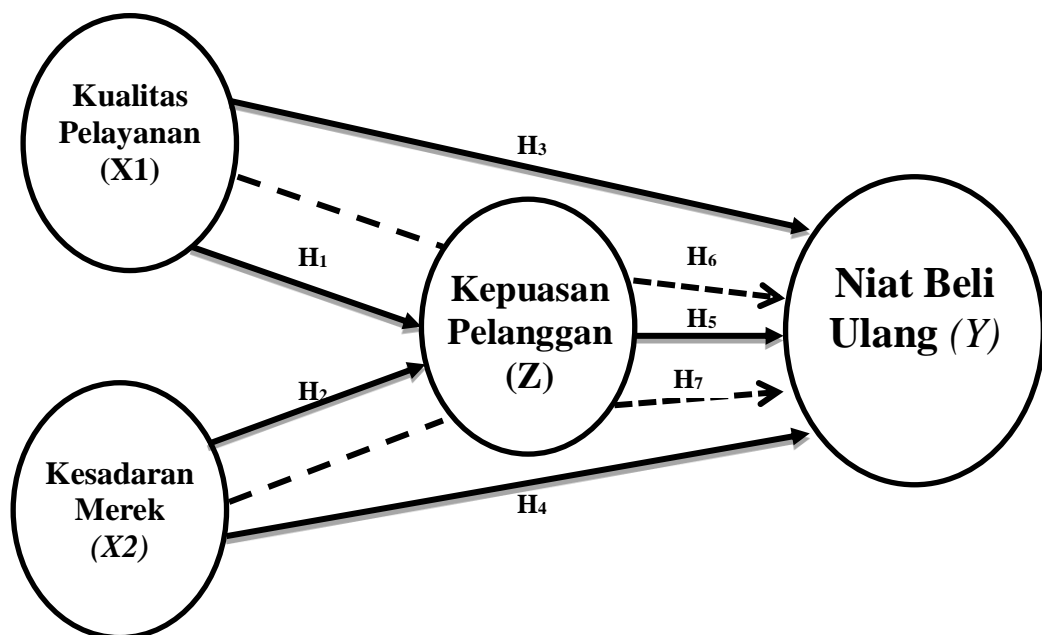 Kualitas
Pelayanan
(X1)
H3
H1
H6
Kepuasan
Pelanggan
(Z)
H5
Niat Beli
Ulang (Y)
H2
H7
Kesadaran
Merek
(X2)
H4